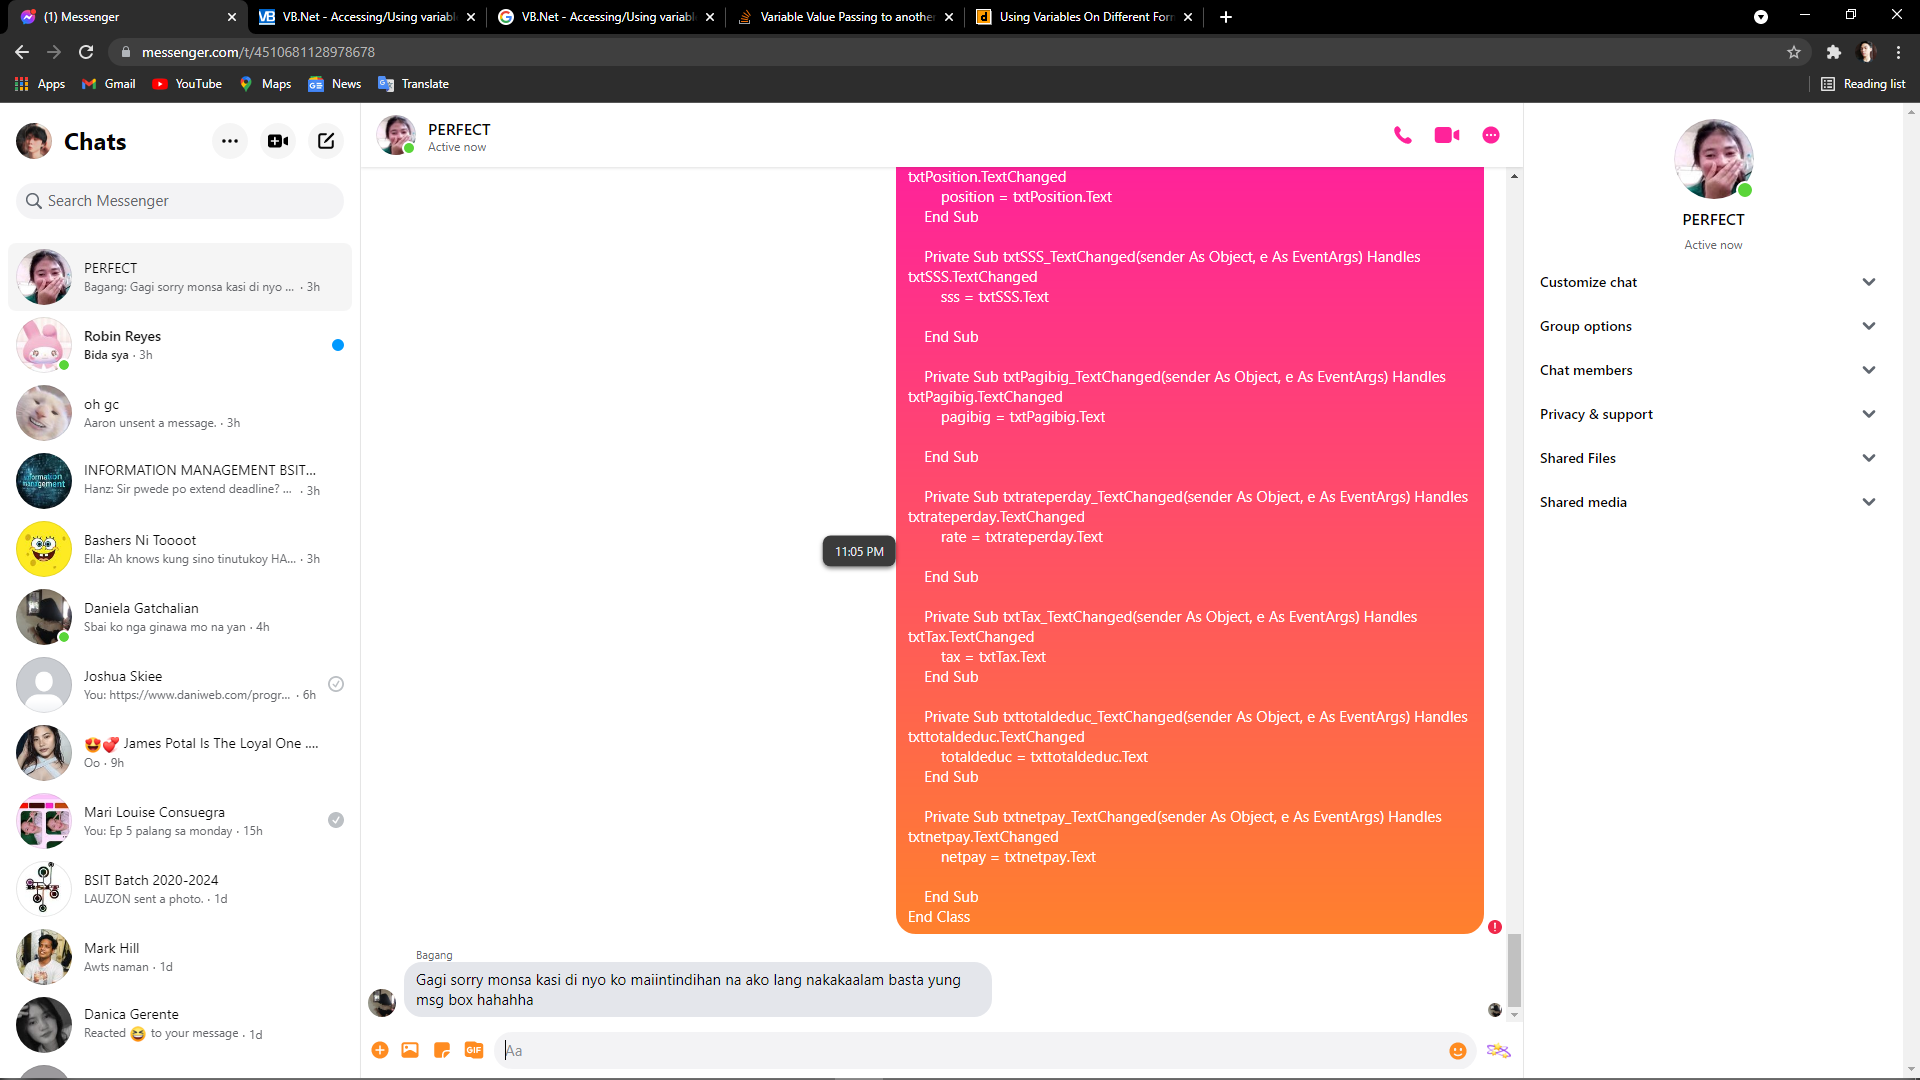 (1) Messenger
VB.Net - Accessing/Using variabl
VB.Net - Accessing/Using variabl
Variable Value Passing to another
Using Variables On Different Form
messenger.com/t/4510681128978678
Apps
Gmail
YouTube
Maps
News
Translate
Reading list
Chats
Search Messenger
PERFECT
Bagang: Gagi sorry monsa kasi di nyo ... · 3h
Robin Reyes
Bida sya · 3h
oh gc
Aaron unsent a message. · 3h
INFORMATION MANAGEMENT BSIT...
Hanz: Sir pwede po extend deadline? ... · 3h
Bashers Ni Toooot
Ella: Ah knows kung sino tinutukoy HA... · 3h
Daniela Gatchalian
Sbai ko nga ginawa mo na yan · 4h
Joshua Skiee
You: https://www.daniweb.com/progr... · 6h
😍💞 James Potal Is The Loyal One ....
Oo · 9h
Mari Louise Consuegra
You: Ep 5 palang sa monday · 15h
BSIT Batch 2020-2024
LAUZON sent a photo. · 1d
Mark Hill
Awts naman · 1d
Danica Gerente
Reacted 😆 to your message · 1d
PERFECT
Active now
txtPosition.TextChanged
position = txtPosition.Text
End Sub
Private Sub txtSSS_TextChanged(sender As Object, e As EventArgs) Handles
txtSSS.TextChanged
sss = txtSSS.Text
End Sub
Private Sub txtPagibig_TextChanged(sender As Object, e As EventArgs) Handles
txtPagibig.TextChanged
pagibig = txtPagibig.Text
End Sub
Private Sub txtrateperday_TextChanged(sender As Object, e As EventArgs) Handles
txtrateperday.TextChanged
rate = txtrateperday.Text
11:05 PM
End Sub
Private Sub txtTax_TextChanged(sender As Object, e As EventArgs) Handles
txtTax.TextChanged
tax = txtTax.Text
End Sub
Private Sub txttotaldeduc_TextChanged(sender As Object, e As EventArgs) Handles
txttotaldeduc.TextChanged
totaldeduc = txttotaldeduc.Text
End Sub
Private Sub txtnetpay_TextChanged(sender As Object, e As EventArgs) Handles
txtnetpay.TextChanged
netpay = txtnetpay.Text
End Sub
End Class
Bagang
Gagi sorry monsa kasi di nyo ko maiintindihan na ako lang nakakaalam basta yung
msg box hahahha
GIF
Aa
PERFECT
Active now
Customize chat
Group options
Chat members
Privacy & support
Shared Files
Shared media